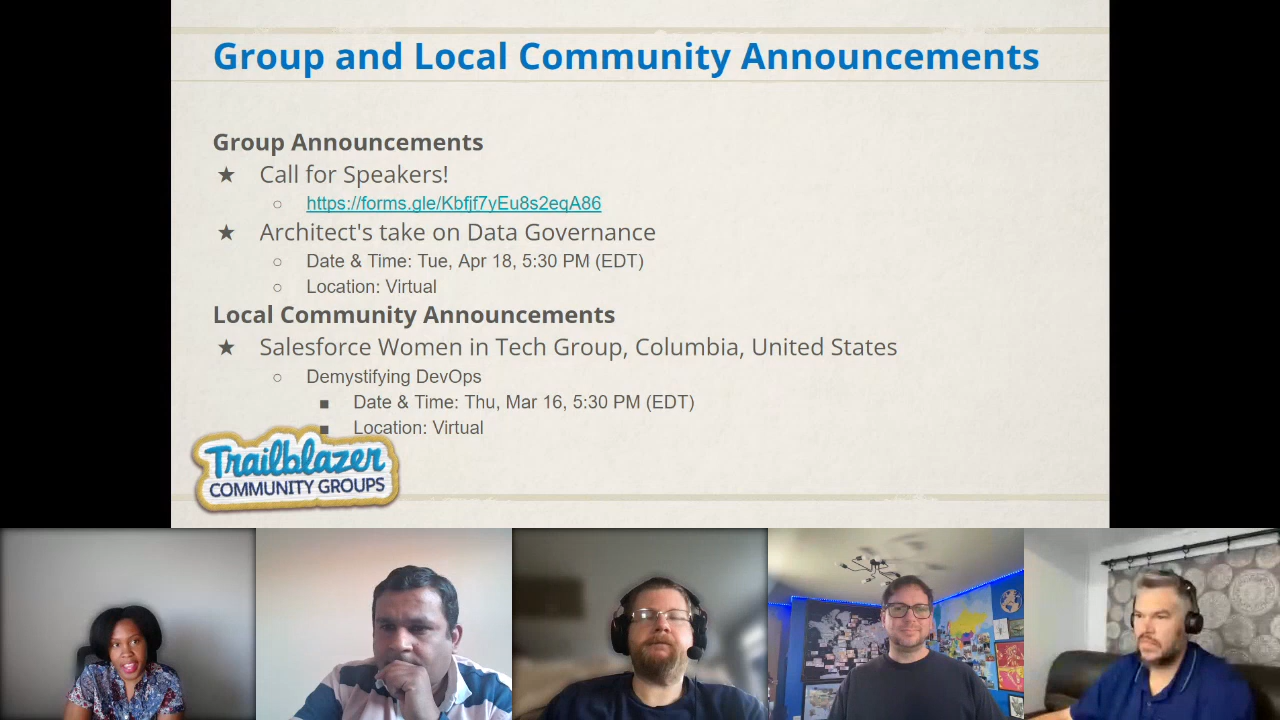 Group and Local Community Announcements
Group Announcements
★ Call for Speakers!
○ https://forms.gle/Kbfjf7yEu8s2eqA86
★ Architect's take on Data Governance
○ Date & Time: Tue, Apr 18, 5:30 PM (EDT)
○ Location: Virtual
Local Community Announcements
★ Salesforce Women in Tech Group, Columbia, United States
○ Demystifying DevOps
■ Date & Time: Thu, Mar 16, 5:30 PM (EDT)
■ Location: Virtual
Trailblazer
COMMUNITY GROUPS